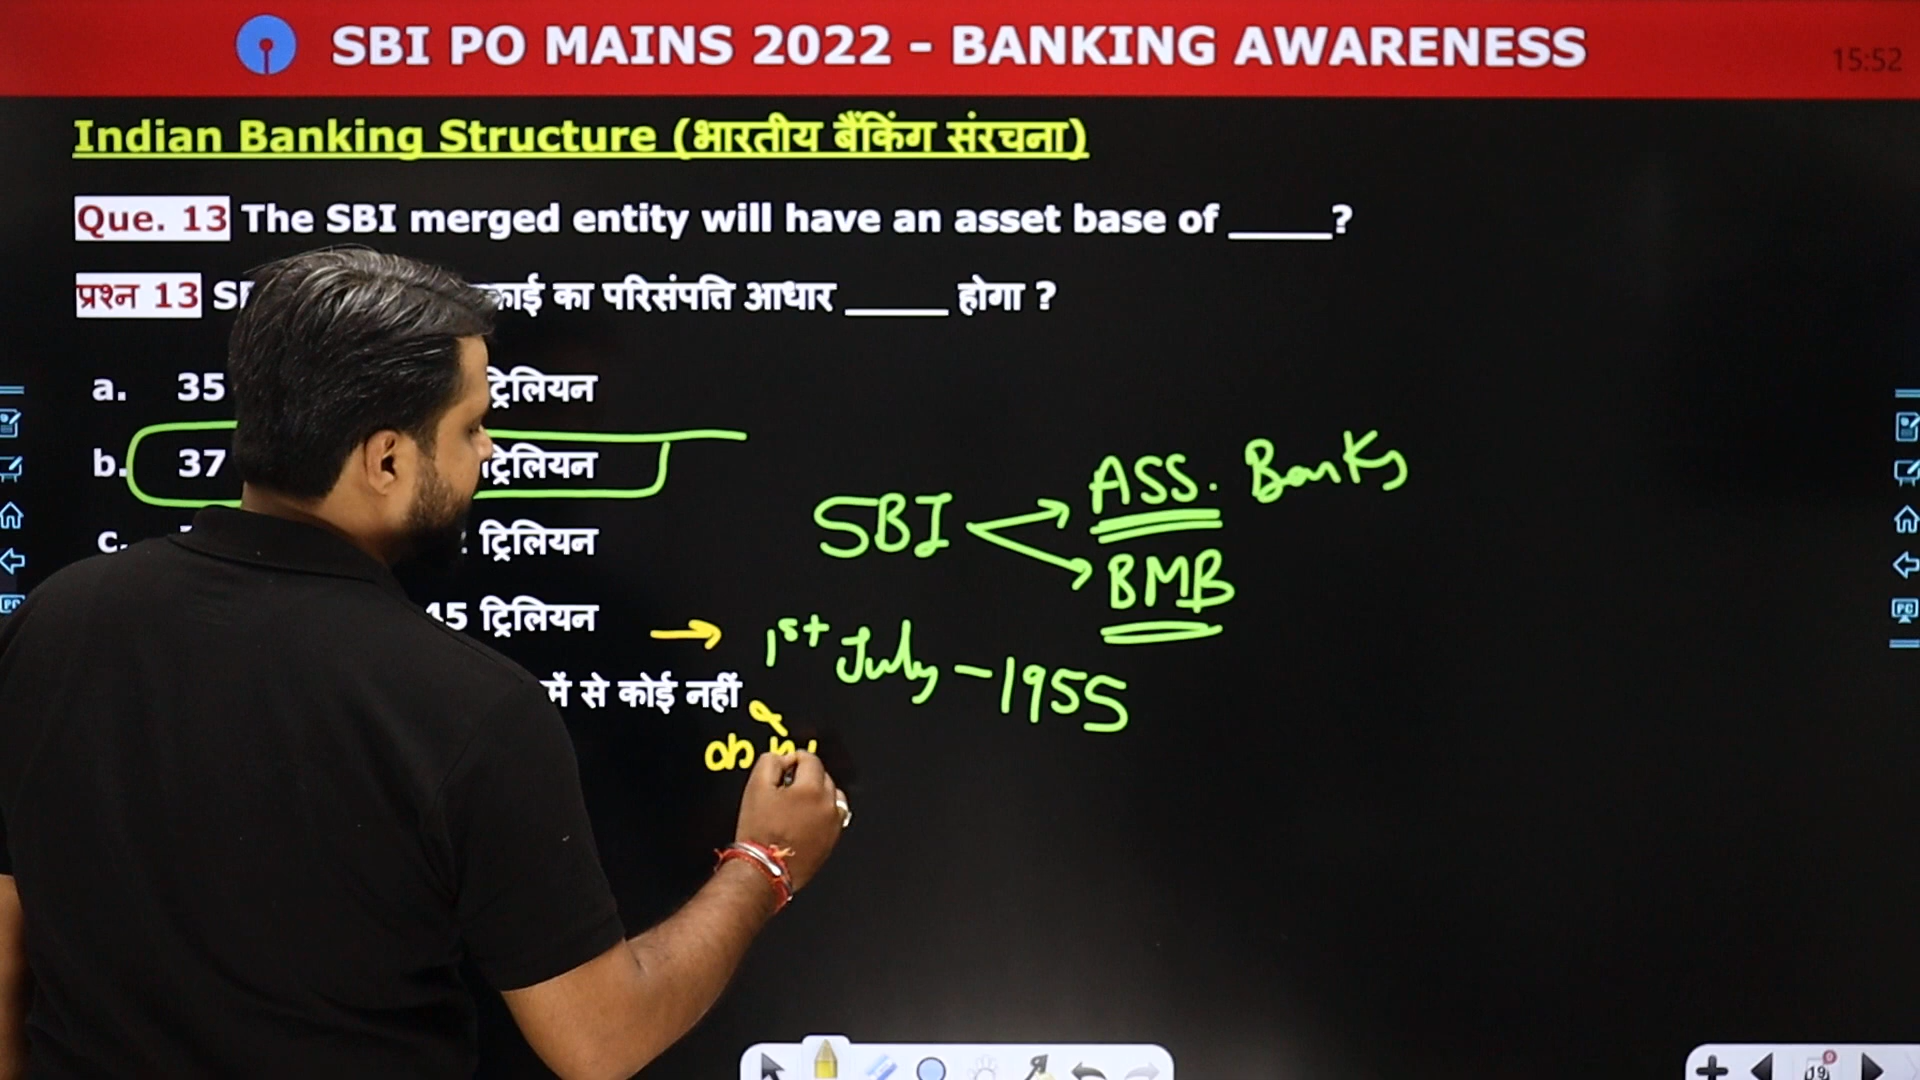 SBI PO MAINS 2022 - BANKING AWARENESS
15:52
Indian Banking Structure (भारतीय बैंकिंग संरचना)
Que. 13 The SBI merged entity will have an asset base of _____?
प्रश्न 13 का परिसंपत्ति आधार _____ होगा ?
a. 35 ट्रिलियन
b. 37 ट्रिलियन
c. ट्रिलियन
45 ट्रिलियन
में से कोई नहीं
SBI
ASS. Banks
BMB
1st July - 1955
PC
19